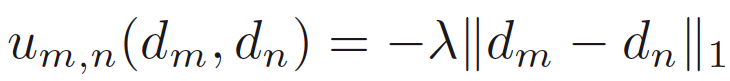 u_{m,n}(d_m, d_n) = −λ‖d_m − d_n‖_1